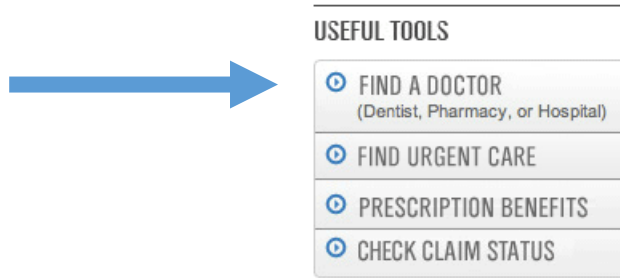 USEFUL TOOLS
FIND A DOCTOR
(Dentist, Pharmacy, or Hospital)
FIND URGENT CARE
PRESCRIPTION BENEFITS
CHECK CLAIM STATUS